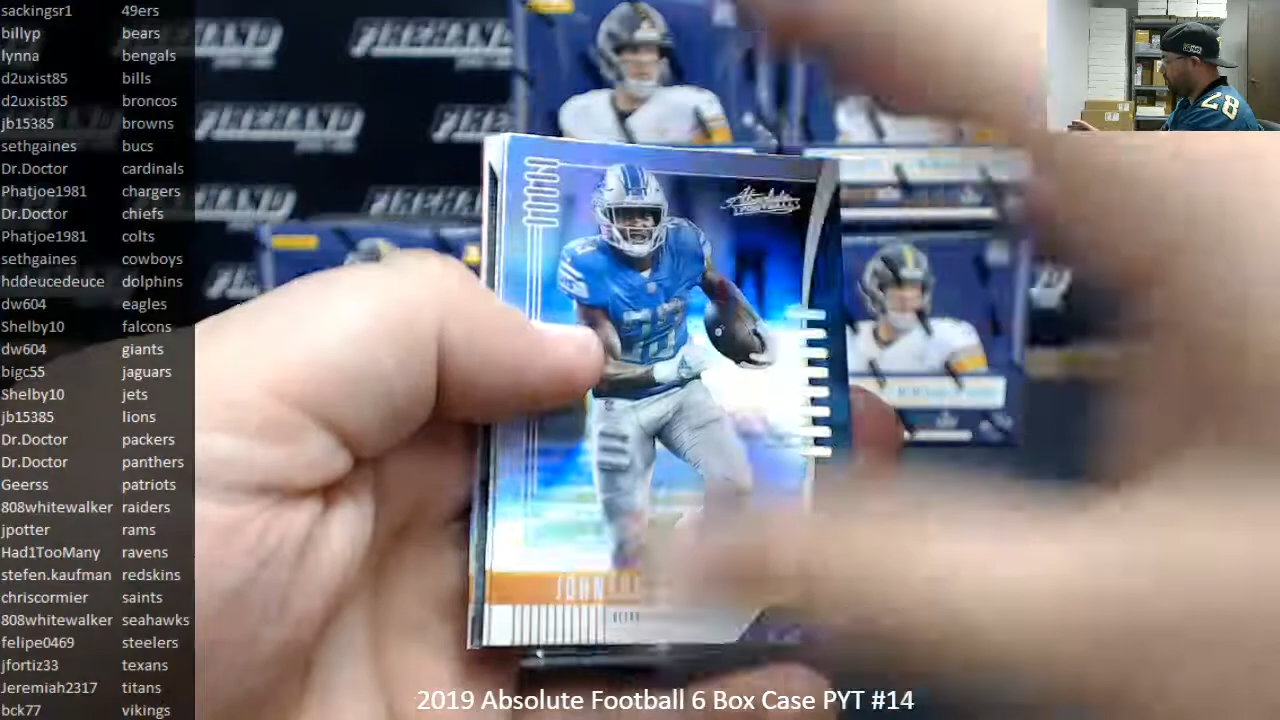 sackingsr1 49ers
billyp bears
lynna bengals
d2uxist85 bills
d2uxist85 broncos
jb15385 browns
sethgaines bucs
Dr.Doctor cardinals
Phatjoe1981 chargers
Dr.Doctor chiefs
Phatjoe1981 colts
sethgaines cowboys
hddeucedeuce dolphins
dw604 eagles
Shelby10 falcons
dw604 giants
bigc55 jaguars
Shelby10 jets
jb15385 lions
Dr.Doctor packers
Dr.Doctor panthers
Geerss patriots
808whitewalker raiders
jpotter rams
Had1TooMany ravens
stefen.kaufman redskins
chriscormier saints
808whitewalker seahawks
felipe0469 steelers
jfortiz33 texans
Jeremiah2317 titans
bck77 vikings
Absolute
JOHN
28
2019 Absolute Football 6 Box Case PYT #14